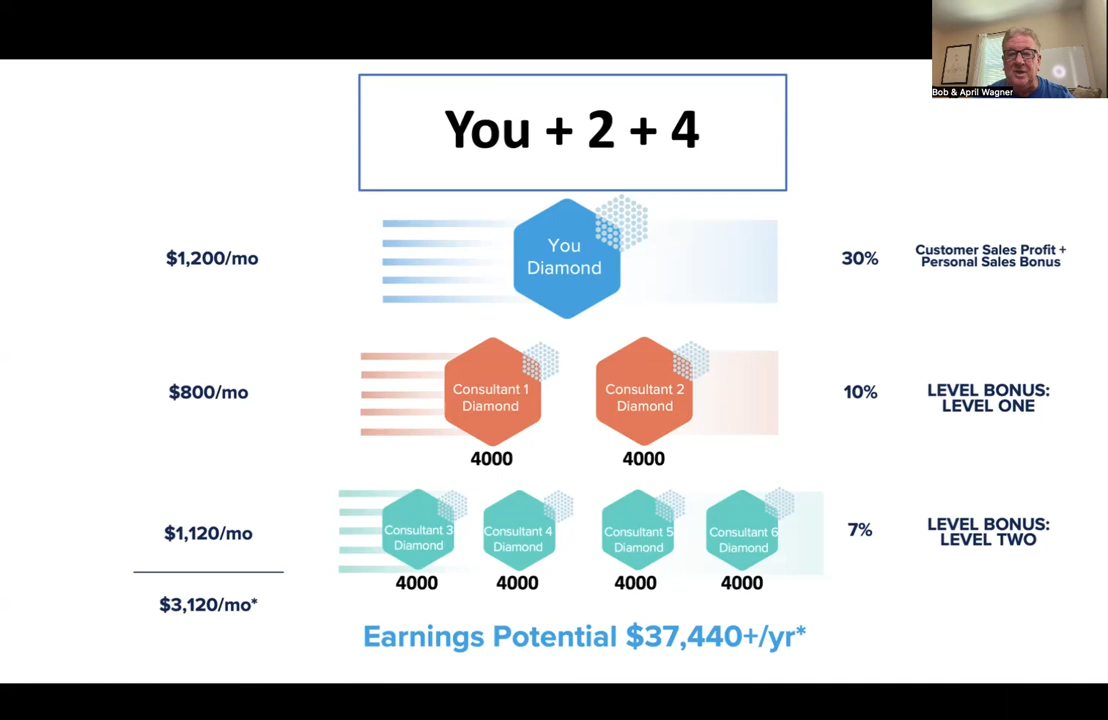 Bob & April Wagner
You + 2 + 4
$1,200/mo
You
Diamond
30%
Customer Sales Profit +
Personal Sales Bonus
$800/mo
Consultant 1
Diamond
Consultant 2
Diamond
10%
LEVEL BONUS:
LEVEL ONE
4000
4000
$1,120/mo
Consultant 3
Diamond
Consultant 4
Diamond
Consultant 5
Diamond
Consultant 6
Diamond
7%
LEVEL BONUS:
LEVEL TWO
4000
4000
4000
4000
$3,120/mo*
Earnings Potential $37,440+/yr*